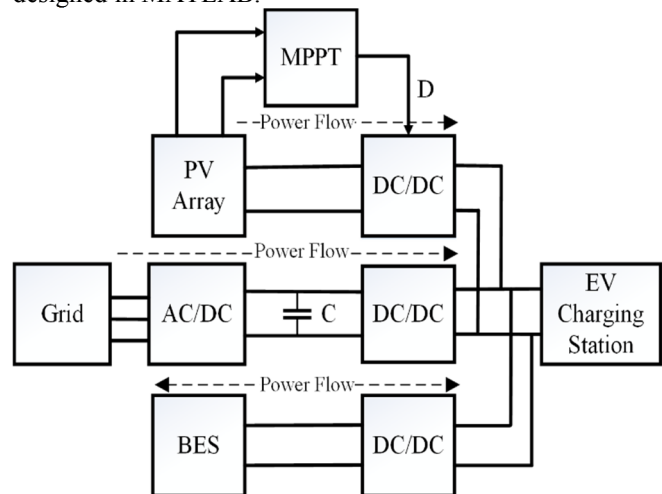 designed in MATLAB.
MPPT
D
Power Flow
PV
Array
DC/DC
Power Flow
Grid
AC/DC
C
DC/DC
EV
Charging
Station
Power Flow
BES
DC/DC